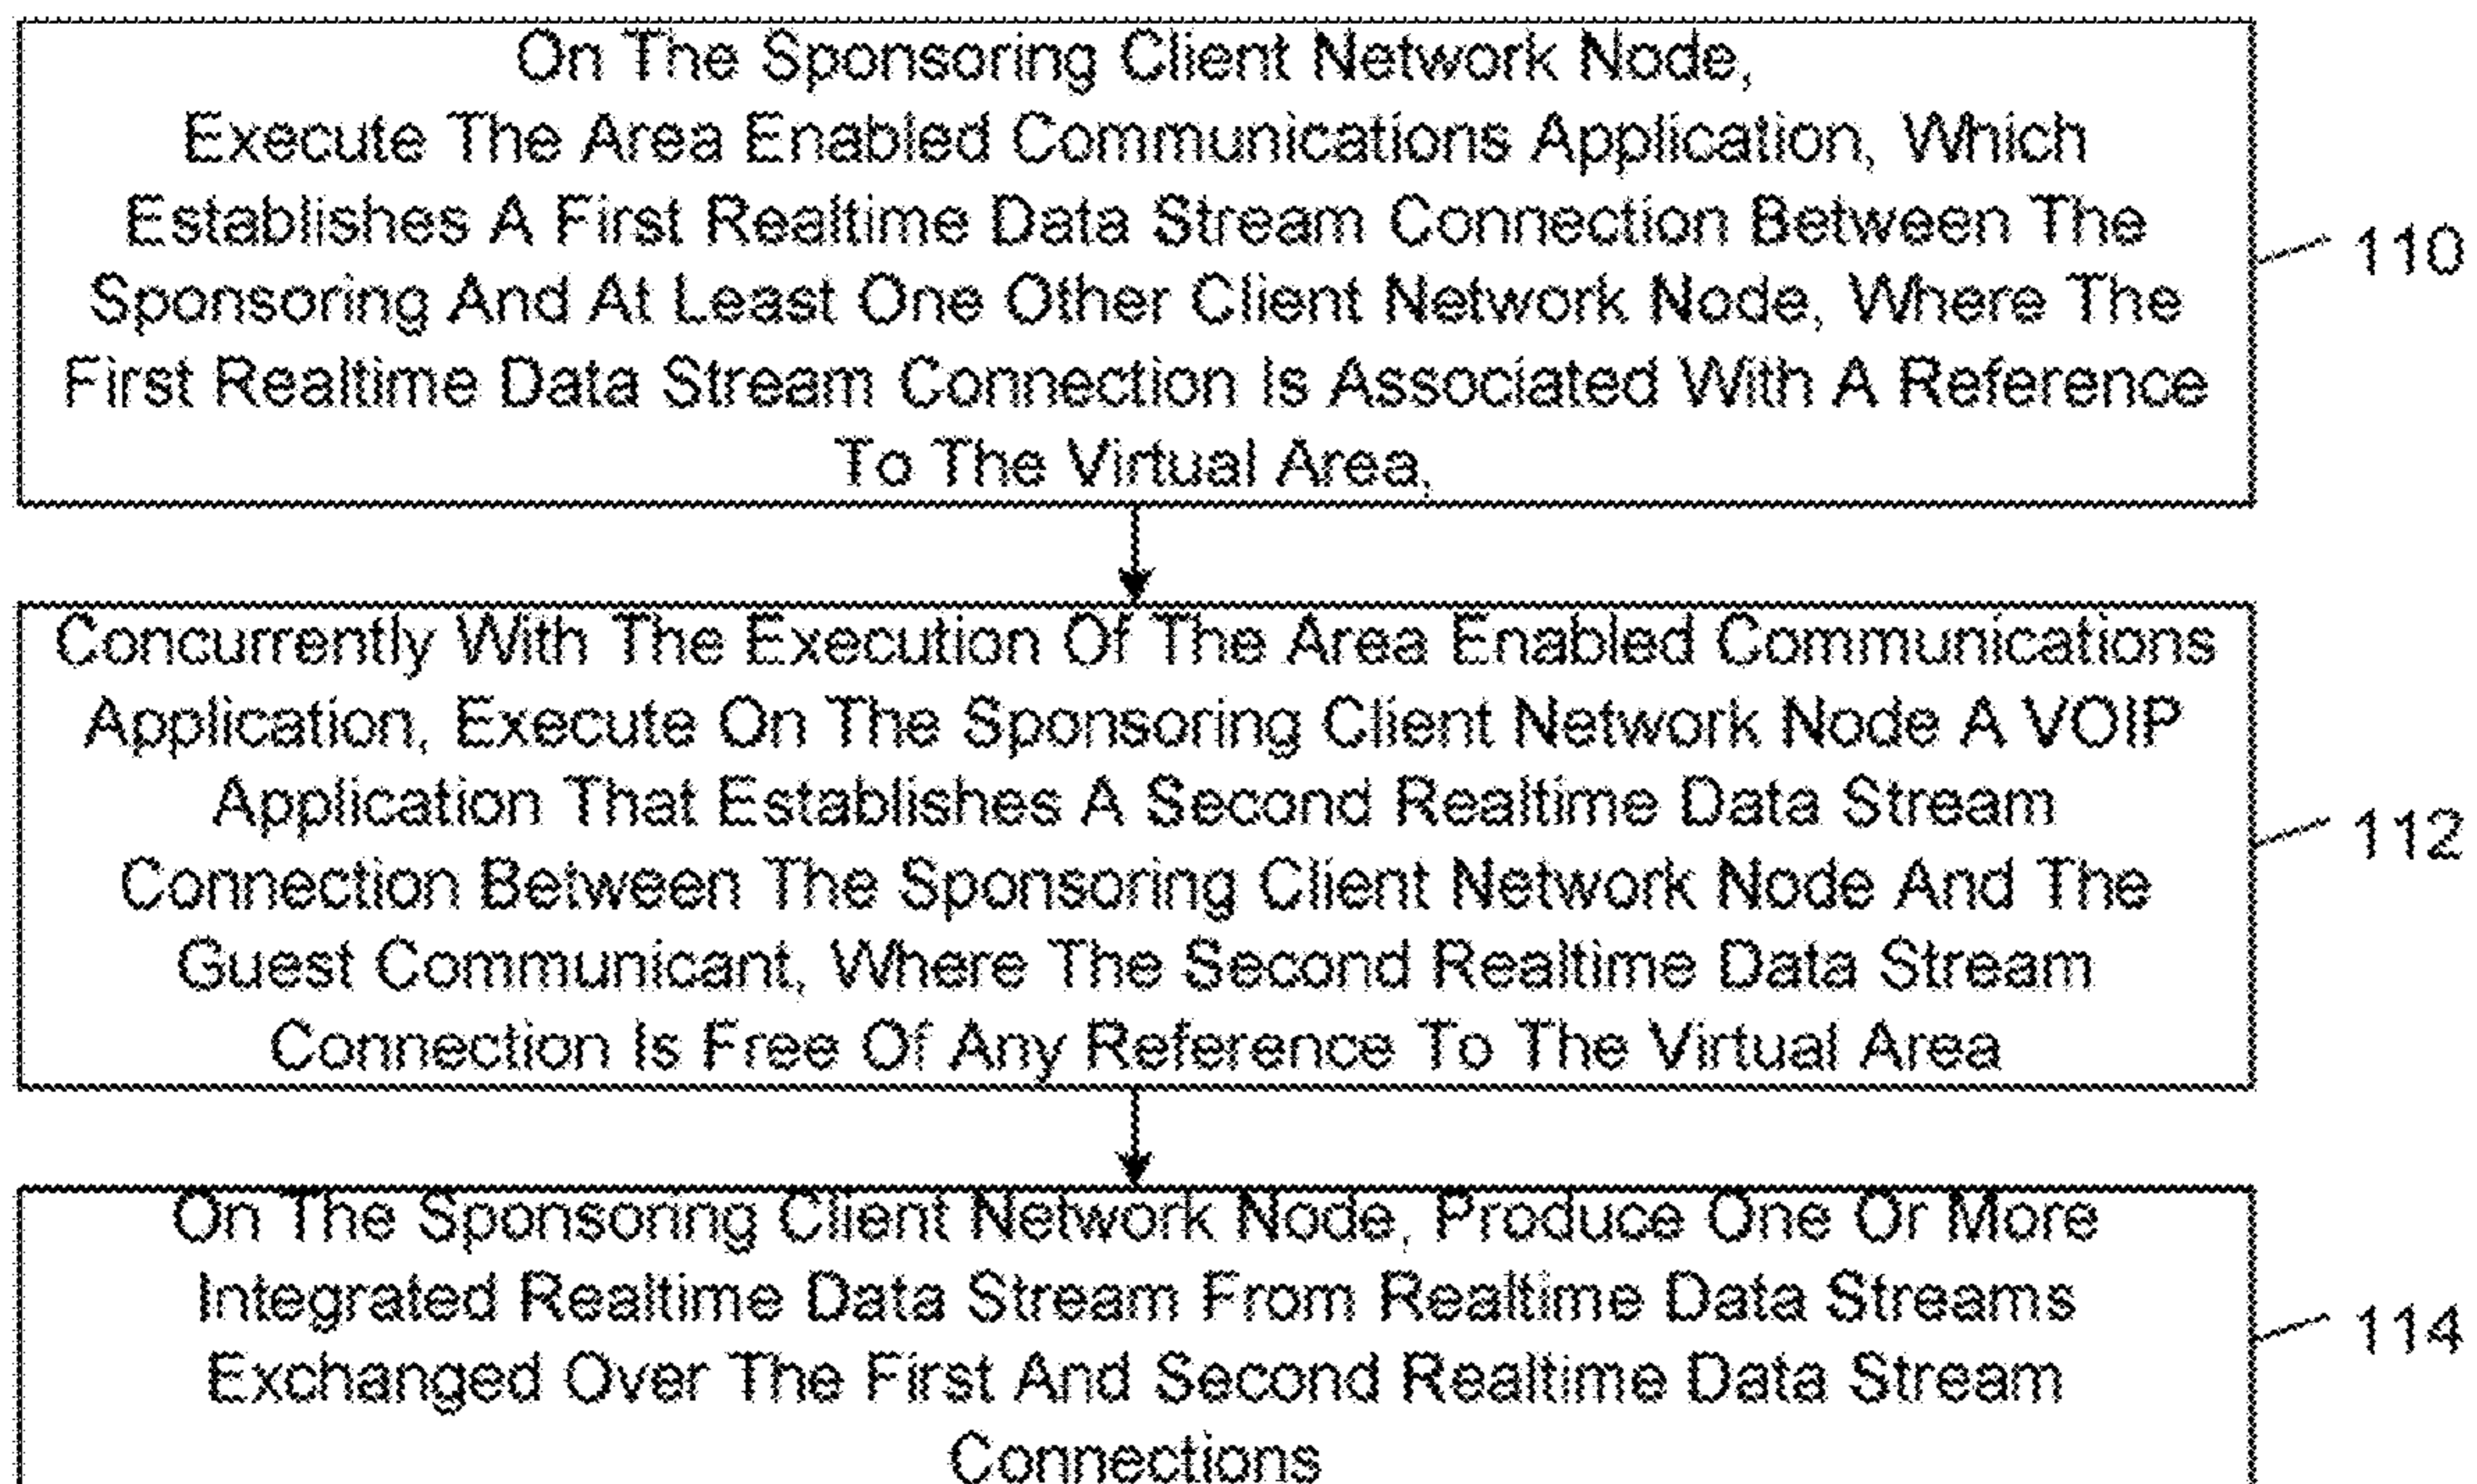 On The Sponsoring Client Network Node,
Execute The Area Enabled Communications Application, Which
Establishes A First Realtime Data Stream Connection Between The
Sponsoring And At Least One Other Client Network Node, Where The
First Realtime Data Stream Connection Is Associated With A Reference
To The Virtual Area,
110
Concurrently With The Execution Of The Area Enabled Communications
Application, Execute On The Sponsoring Client Network Node A VOIP
Application That Establishes A Second Realtime Data Stream
Connection Between The Sponsoring Client Network Node And The
Guest Communicant, Where The Second Realtime Data Stream
Connection Is Free Of Any Reference To The Virtual Area
112
On The Sponsoring Client Network Node, Produce One Or More
Integrated Realtime Data Stream From Realtime Data Streams
Exchanged Over The First And Second Realtime Data Stream
Connections
114